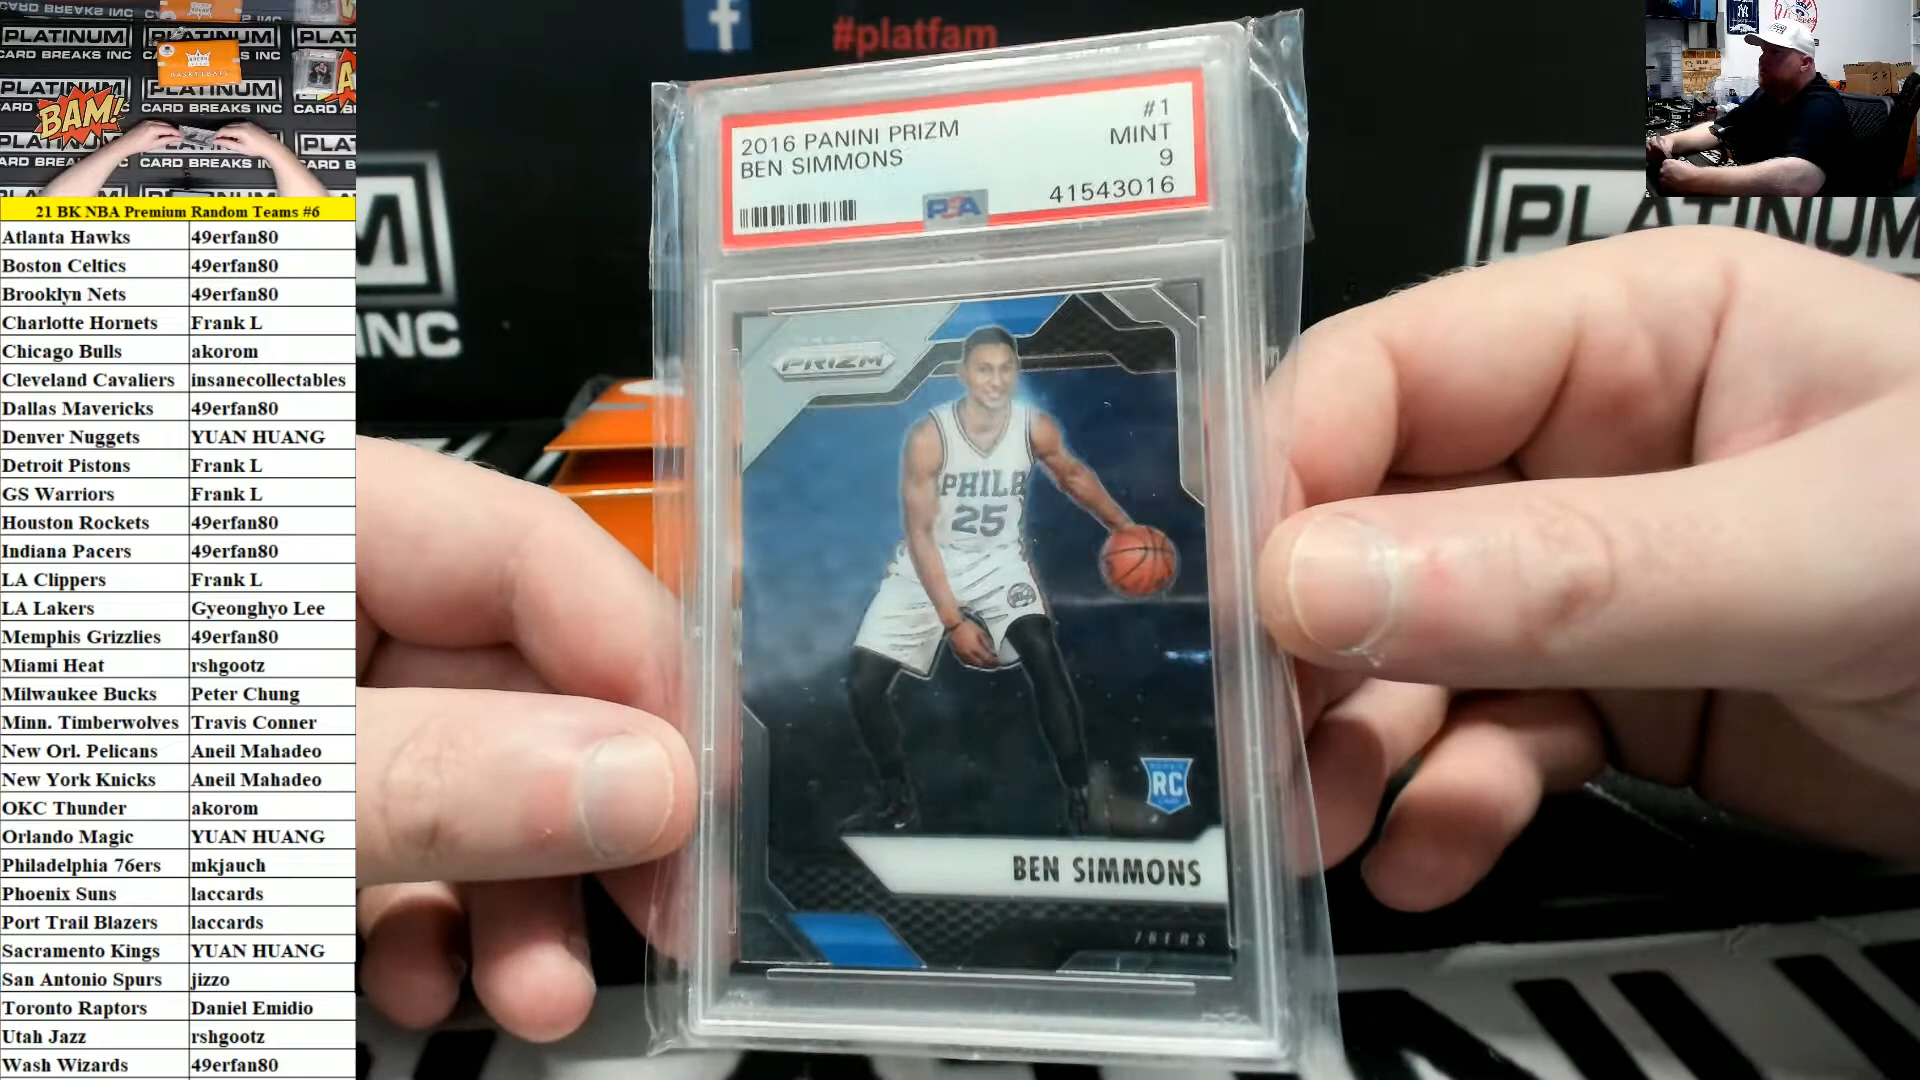 CARD BREAKS INC
PLATINUM
CARD BREAKS INC
BASKETBALL
PLATINUM
BAM!
CARD BREAKS INC
#platfam
21 BK NBA Premium Random Teams #6
Atlanta Hawks 49erfan80
Boston Celtics 49erfan80
Brooklyn Nets 49erfan80
Charlotte Hornets Frank L
Chicago Bulls akorom
Cleveland Cavaliers insanecollectables
Dallas Mavericks 49erfan80
Denver Nuggets YUAN HUANG
Detroit Pistons Frank L
GS Warriors Frank L
Houston Rockets 49erfan80
Indiana Pacers 49erfan80
LA Clippers Frank L
LA Lakers Gyeonghyo Lee
Memphis Grizzlies 49erfan80
Miami Heat rshgootz
Milwaukee Bucks Peter Chung
Minn. Timberwolves Travis Conner
New Orl. Pelicans Aneil Mahadeo
New York Knicks Aneil Mahadeo
OKC Thunder akorom
Orlando Magic YUAN HUANG
Philadelphia 76ers mkjauch
Phoenix Suns laccards
Port Trail Blazers laccards
Sacramento Kings YUAN HUANG
San Antonio Spurs jizzo
Toronto Raptors Daniel Emidio
Utah Jazz rshgootz
Wash Wizards 49erfan80
2016 PANINI PRIZM #1
BEN SIMMONS MINT
9
PSA 41543016
PRIZM
PHILA
25
RC
BEN SIMMONS
76ERS
PLATINUM
INC